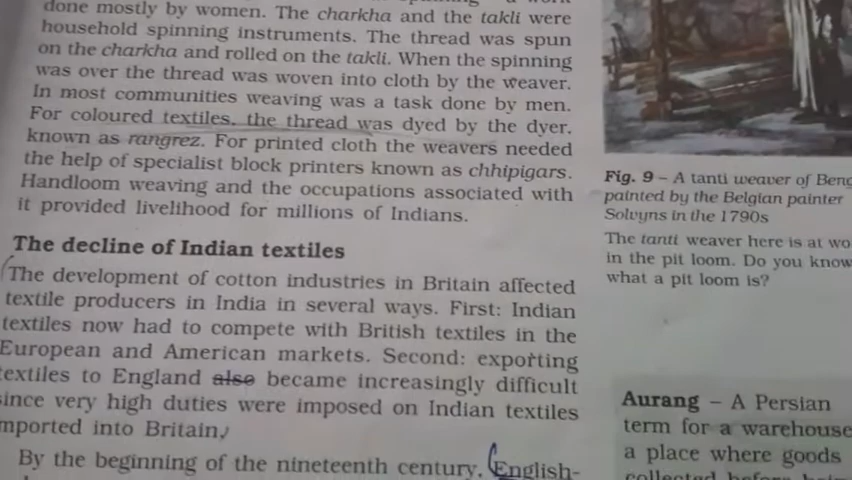 done mostly by women. The charkha and the takli were
household spinning instruments. The thread was spun
on the charkha and rolled on the takli. When the spinning
was over the thread was woven into cloth by the weaver.
In most communities weaving was a task done by men.
For coloured textiles, the thread was dyed by the dyer,
known as rangrez. For printed cloth the weavers needed
the help of specialist block printers known as chhipigars.
Handloom weaving and the occupations associated with
it provided livelihood for millions of Indians.
The decline of Indian textiles
The development of cotton industries in Britain affected
textile producers in India in several ways. First: Indian
textiles now had to compete with British textiles in the
European and American markets. Second: exporting
textiles to England also became increasingly difficult
since very high duties were imposed on Indian textiles
imported into Britain.
By the beginning of the nineteenth century, English-
Fig. 9 – A tanti weaver of Beng
painted by the Belgian painter
Solvyns in the 1790s
The tanti weaver here is at wo
in the pit loom. Do you know
what a pit loom is?
Aurang – A Persian
term for a warehouse
a place where goods
collected before